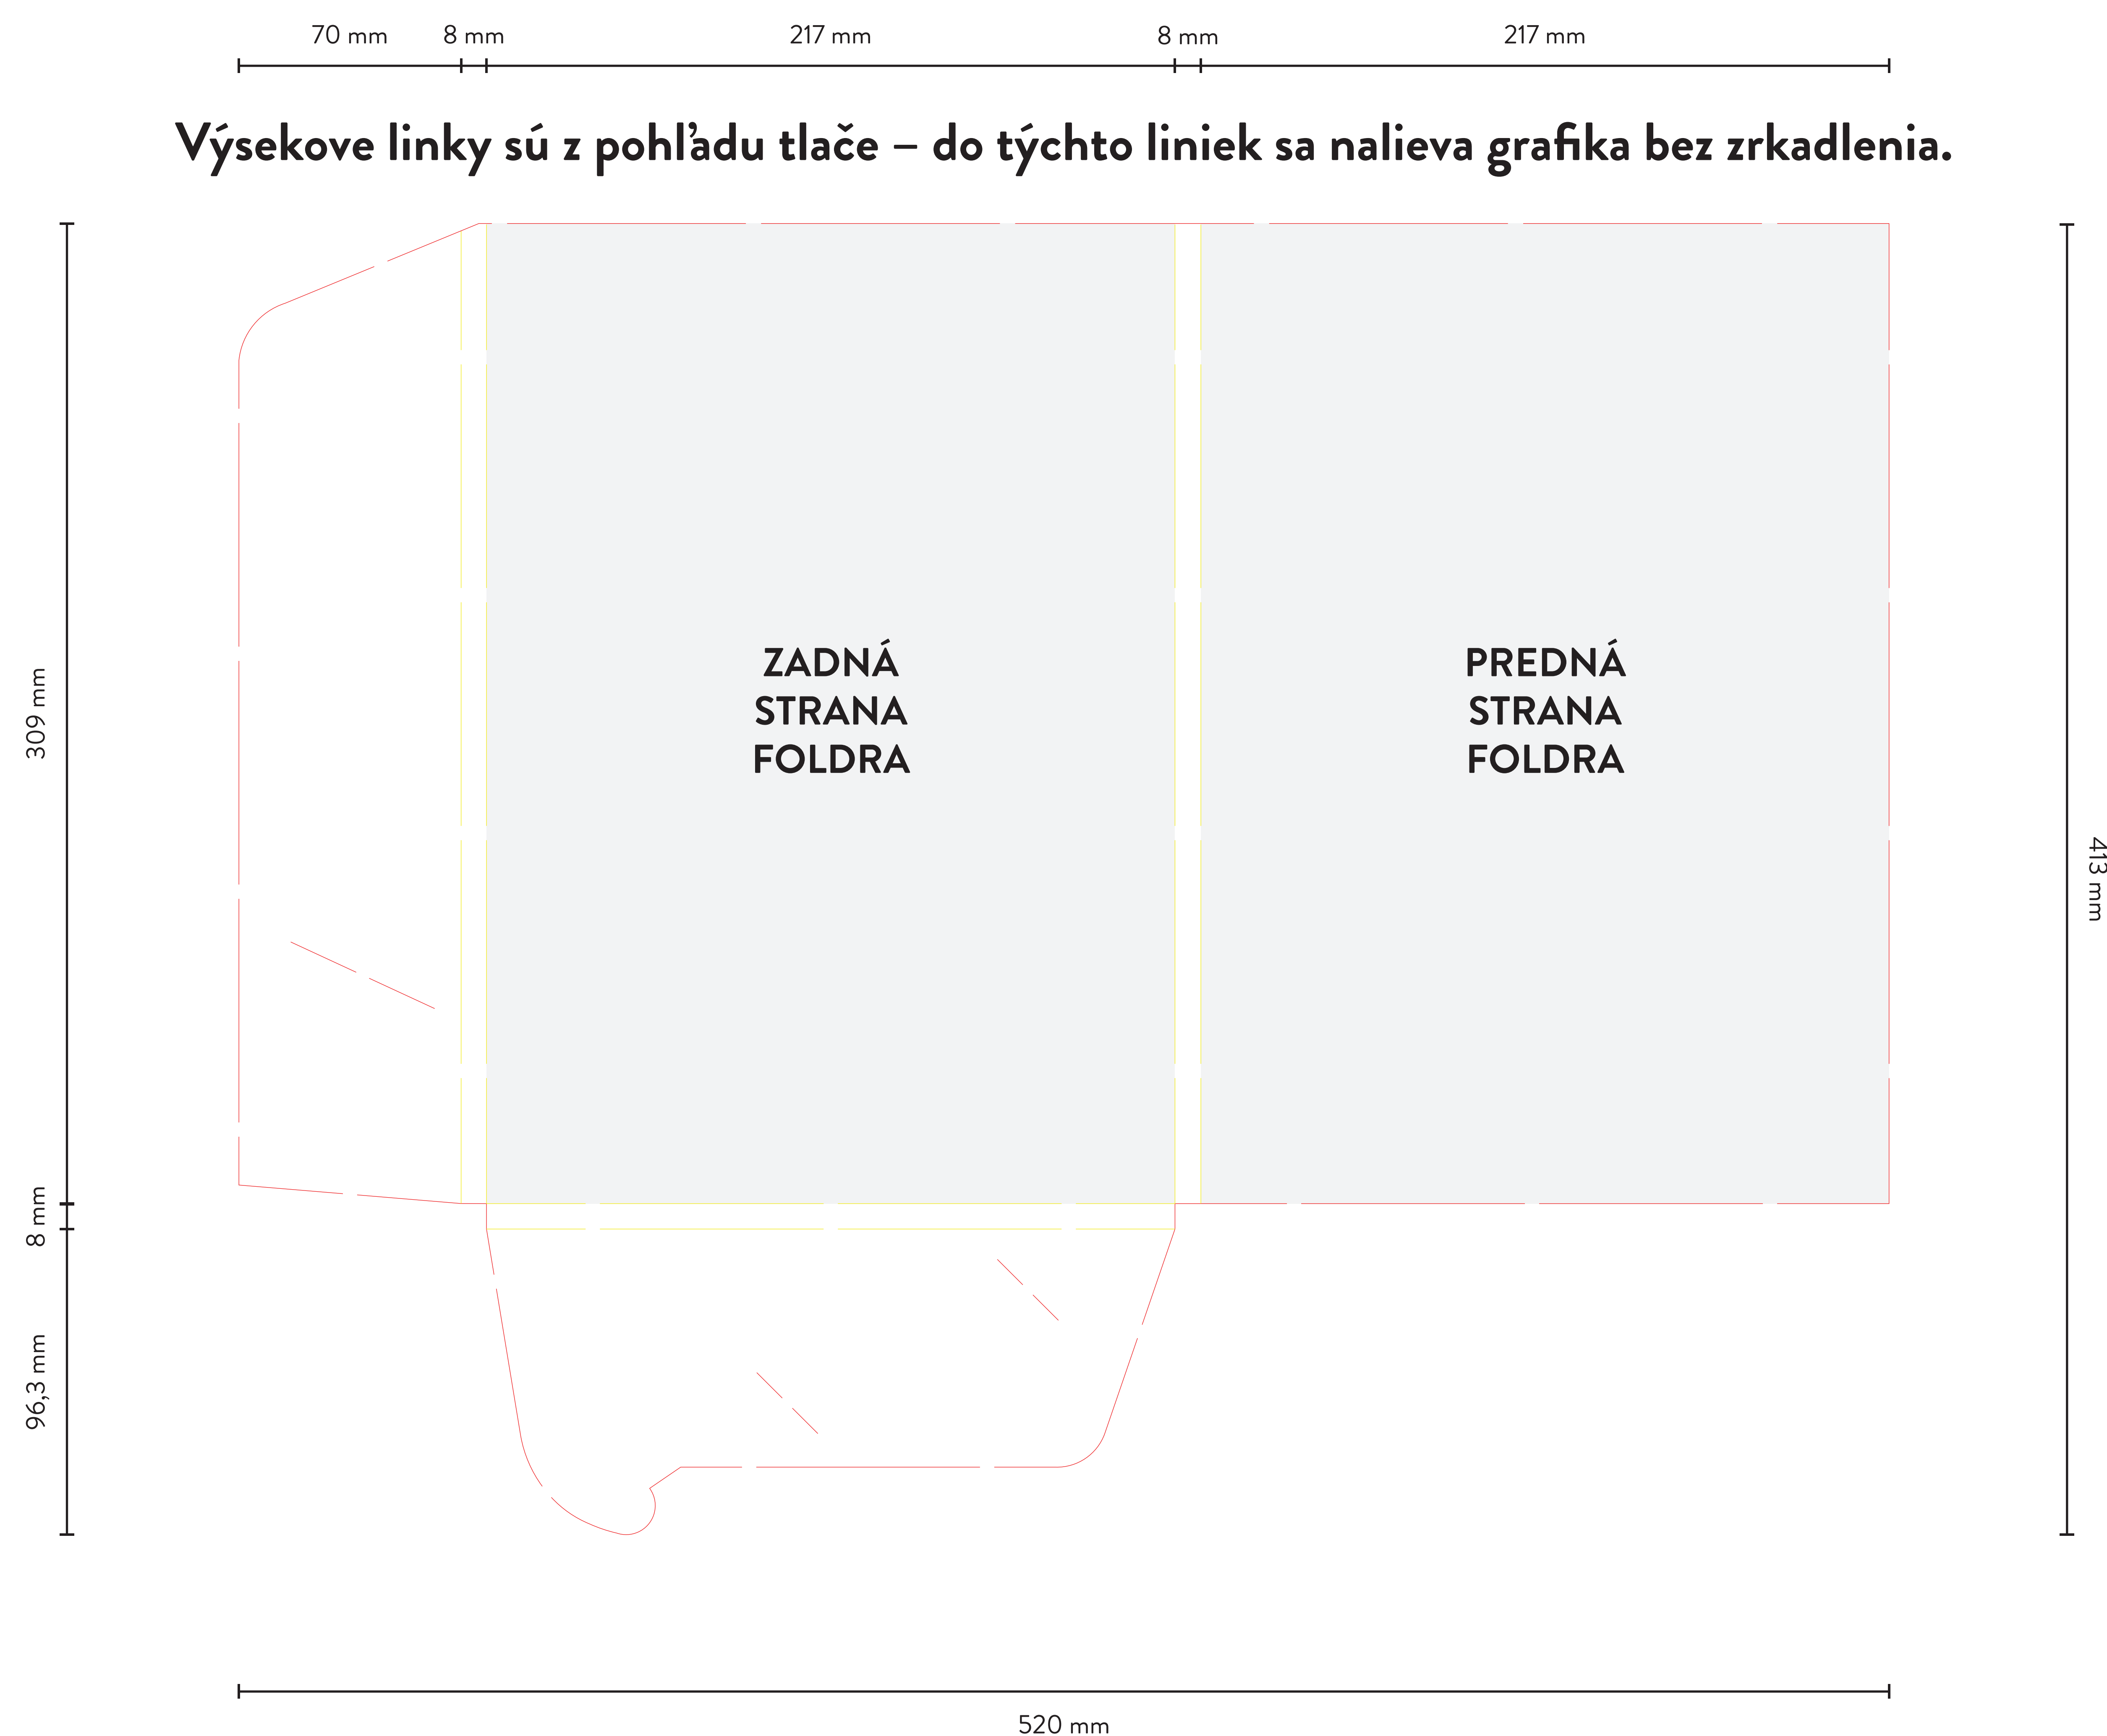 70 mm 8 mm 217 mm 8 mm 217 mm
Výsekove linky sú z pohľadu tlače – do týchto liniek sa nalieva grafika bez zrkadlenia.
ZADNÁ
STRANA
FOLDRA
PREDNÁ
STRANA
FOLDRA
309 mm
8 mm
96,3 mm
413 mm
520 mm